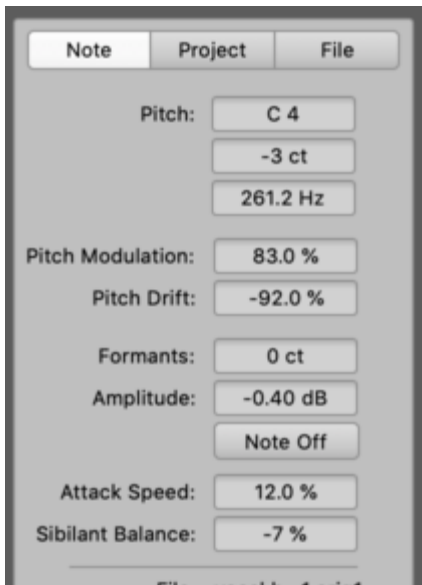 Note Project File
Pitch: C 4
-3 ct
261.2 Hz
Pitch Modulation: 83.0 %
Pitch Drift: -92.0 %
Formants: 0 ct
Amplitude: -0.40 dB
Note Off
Attack Speed: 12.0 %
Sibilant Balance: -7 %